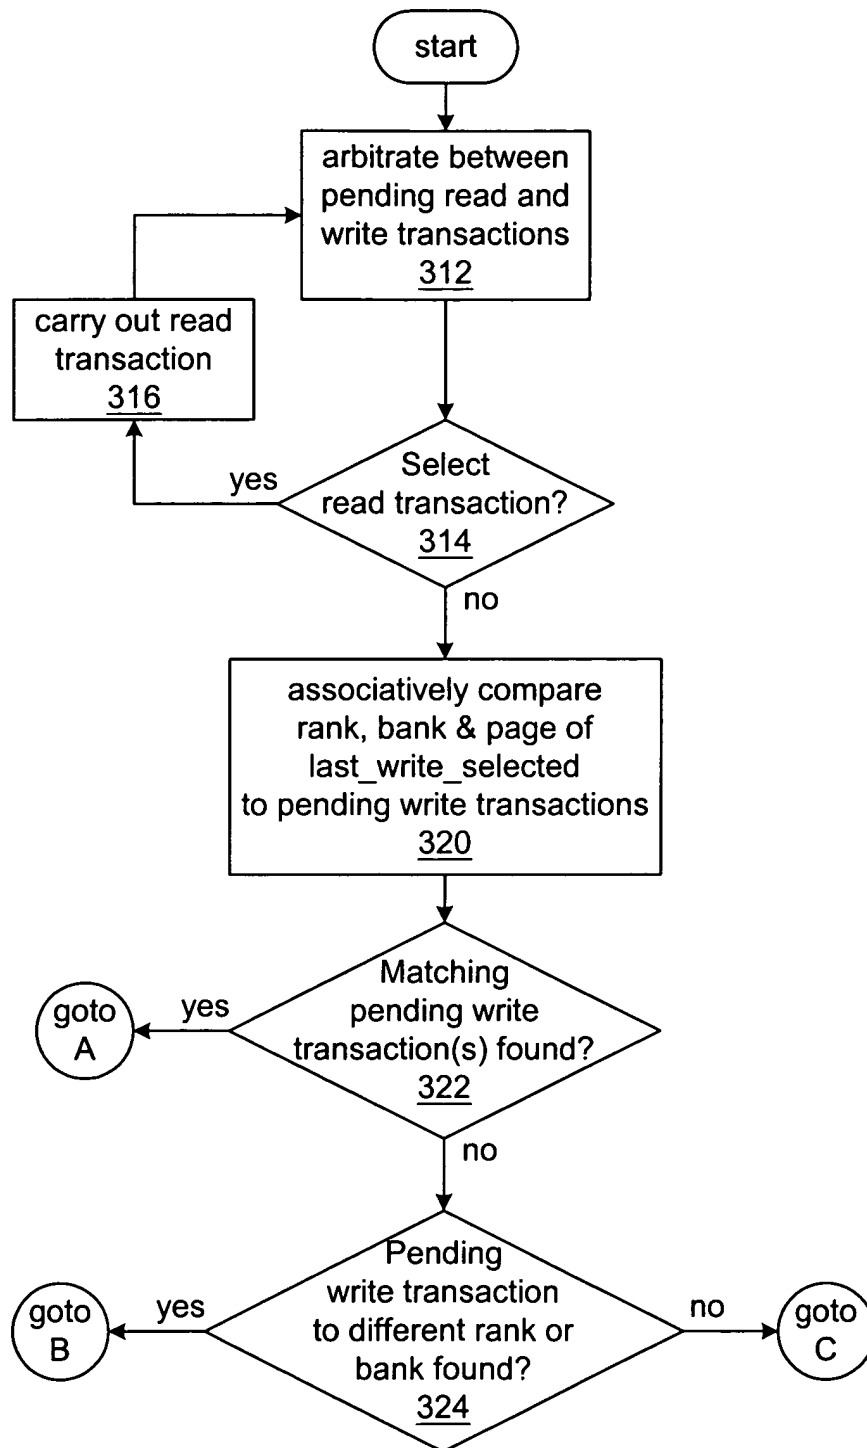 start
arbitrate between
pending read and
write transactions
312
carry out read
transaction
316
yes
Select
read transaction?
314
no
associatively compare
rank, bank & page of
last_write_selected
to pending write transactions
320
goto
A
yes
Matching
pending write
transaction(s) found?
322
no
goto
B
yes
Pending
write transaction
to different rank or
bank found?
324
no
goto
C